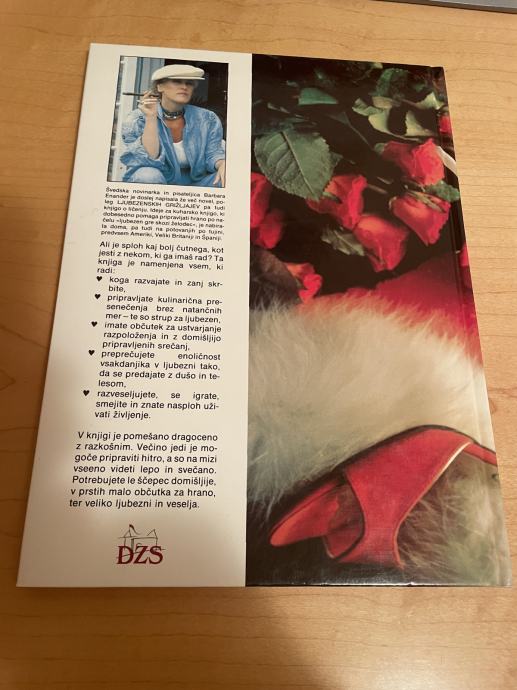 Švedska novinarka in pisateljica Barbara
Enander je doslej napisala že več novel, po-
leg LJUBEZENSKIH GRIŽLJAJEV pa tudi
knjigo o ličenju. Ideje za kuharsko knjigo, ki
dobesedno pomaga pripravljati hrano po na-
čelu »ljubezen gre skozi želodec«, je nabira-
la doma, pa tudi na potovanjih po tujini,
predvsem Ameriki, Veliki Britaniji in Španiji.
Ali je sploh kaj bolj čutnega, kot
jesti z nekom, ki ga imaš rad? Ta
knjiga je namenjena vsem, ki
radi:
♥ koga razvajate in zanj skr-
bite,
♥ pripravljate kulinarična pre-
senečenja brez natančnih
mer – te so strup za ljubezen,
♥ imate občutek za ustvarjanje
razpoloženja in z domišljijo
pripravljenih srečanj,
♥ preprečujete enoličnost
vsakdanjika v ljubezni tako,
da se predajate z dušo in te-
lesom,
♥ razveseljujete, se igrate,
smejite in znate nasploh uži-
vati življenje.
V knjigi je pomešano dragoceno
z razkošnim. Večino jedi je mo-
goče pripraviti hitro, a so na mizi
vseeno videti lepo in svečano.
Potrebujete le ščepec domišljije,
v prstih malo občutka za hrano,
ter veliko ljubezni in veselja.
DZS